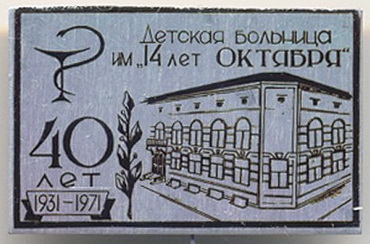 Детская больница
им „14 лет ОКТЯБРЯ“
40
лет
1931-1971